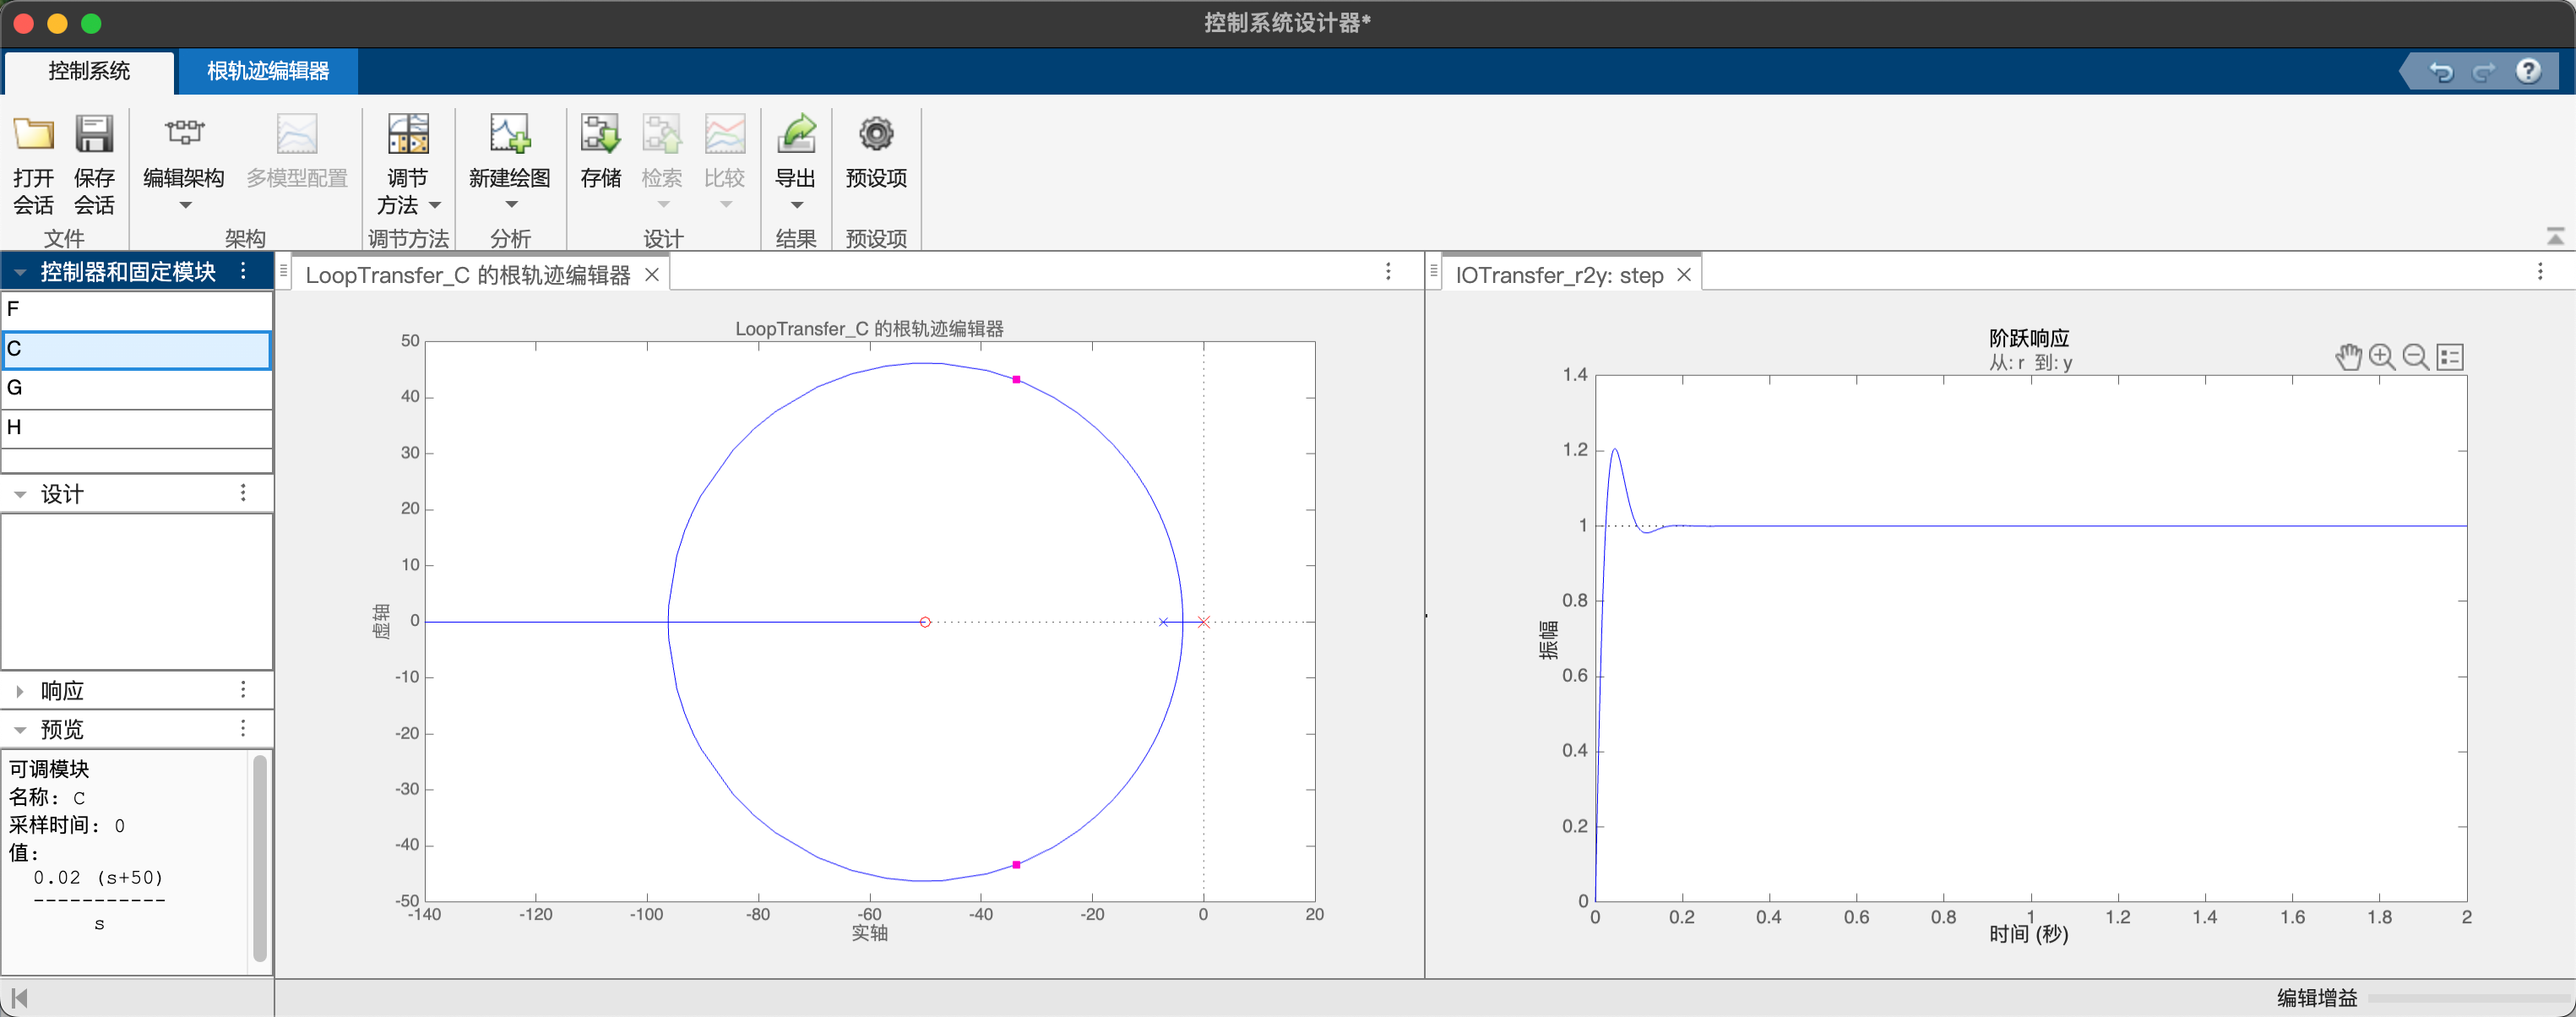 控制系统设计器*
控制系统
根轨迹编辑器
打开
会话
保存
会话
编辑架构
多模型配置
调节
方法
新建绘图
存储
检索
比较
导出
预设项
文件
架构
调节方法
分析
设计
结果
预设项
控制器和固定模块
F
C
G
H
设计
响应
预览
可调模块
名称: C
采样时间: 0
值:
0.02 (s+50)
-----------
s
LoopTransfer_C 的根轨迹编辑器
LoopTransfer_C 的根轨迹编辑器
50
40
30
20
10
0
-10
-20
-30
-40
-50
虚轴
-140
-120
-100
-80
-60
-40
-20
0
20
实轴
IOTransfer_r2y: step
阶跃响应
从: r 到: y
1.4
1.2
1
0.8
0.6
0.4
0.2
0
振幅
0
0.2
0.4
0.6
0.8
1
1.2
1.4
1.6
1.8
2
时间 (秒)
编辑增益